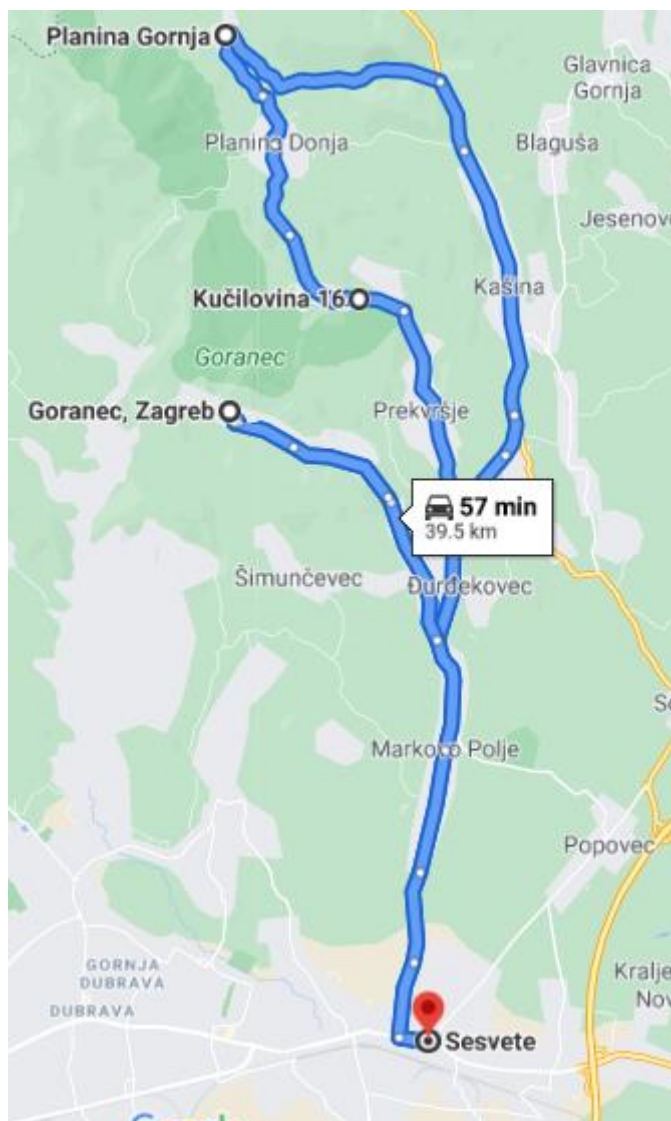 Planina Gornja
Glavnica
Gornja
Planina Donja
Blaguša
Jesenov
Kašina
Kučilovina 16
Goranec
Goranec, Zagreb
Prekvršje
57 min
39.5 km
Šimunčevec
Đurđekovec
Markovo Polje
Popovec
GORNJA
DUBRAVA
DUBRAVA
Kralje
Nov
Sesvete